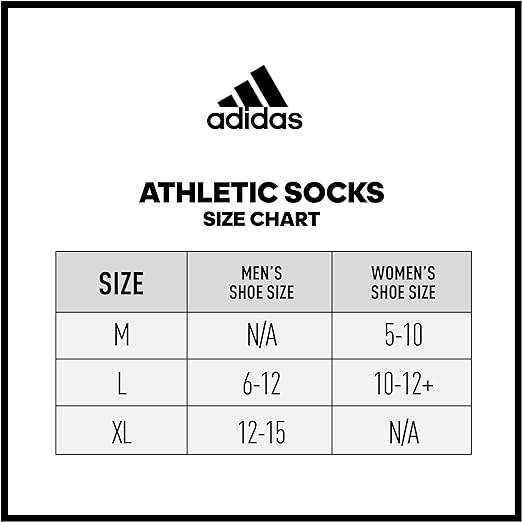 adidas
ATHLETIC SOCKS
SIZE CHART
SIZE MEN'S SHOE SIZE WOMEN'S SHOE SIZE
M N/A 5-10
L 6-12 10-12+
XL 12-15 N/A